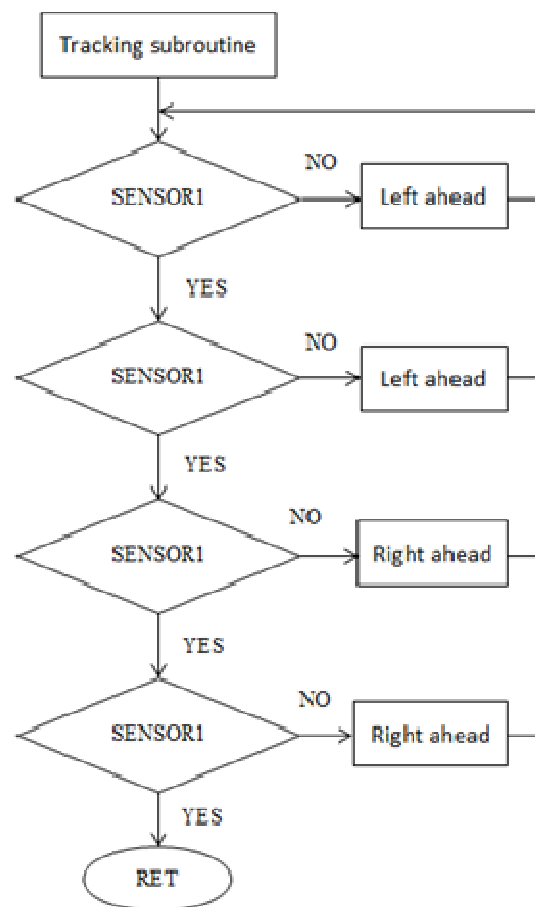 Tracking subroutine
SENSOR1
NO
Left ahead
YES
SENSOR1
NO
Left ahead
YES
SENSOR1
NO
Right ahead
YES
SENSOR1
NO
Right ahead
YES
RET